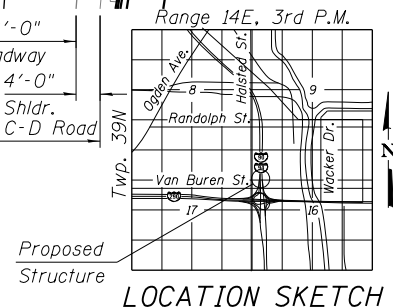 '-0"
adway
4'-0"
Shldr.
C-D Road
Range 14E, 3rd P.M.
Twp. 39N
Ogden Ave.
Halsted St.
8
9
Randolph St.
Wacker Dr.
Van Buren St.
17
16
N
Proposed
Structure
LOCATION SKETCH